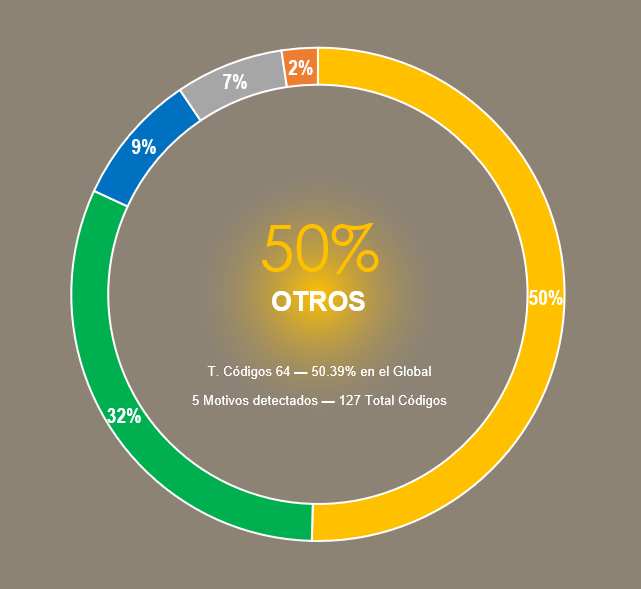 2%
7%
9%
50%
OTROS
50%
T. Códigos 64 — 50.39% en el Global
5 Motivos detectados — 127 Total Códigos
32%